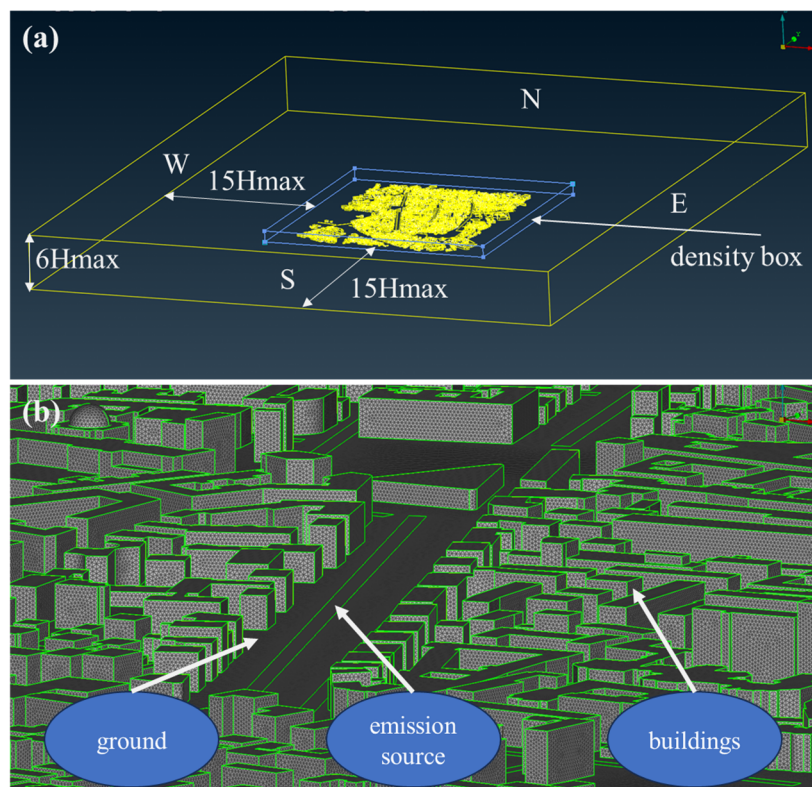 (a)
N
W
15Hmax
E
6Hmax
density box
S
15Hmax
(b)
ground
emission
source
buildings